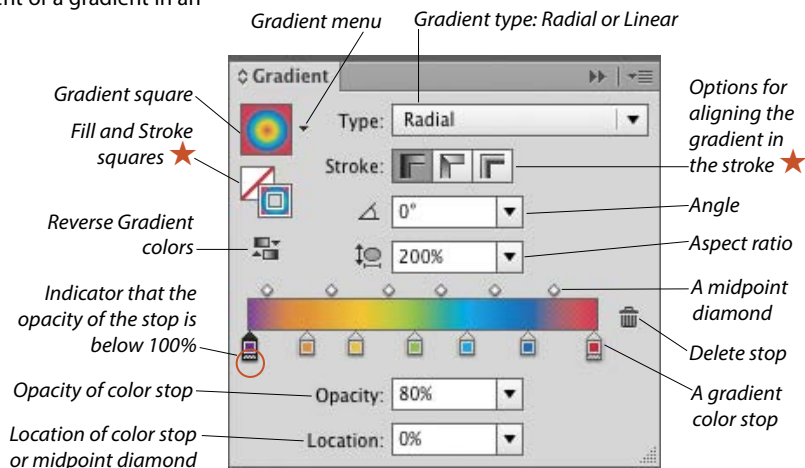 ent of a gradient in an
Gradient menu
Gradient type: Radial or Linear
Gradient
Gradient square
Type: Radial
Options for
aligning the
gradient in
the stroke
Fill and Stroke
squares
Stroke:
0°
Angle
Reverse Gradient
colors
200%
Aspect ratio
Indicator that the
opacity of the stop is
below 100%
A midpoint
diamond
Delete stop
Opacity of color stop
Opacity: 80%
A gradient
color stop
Location of color stop
or midpoint diamond
Location: 0%